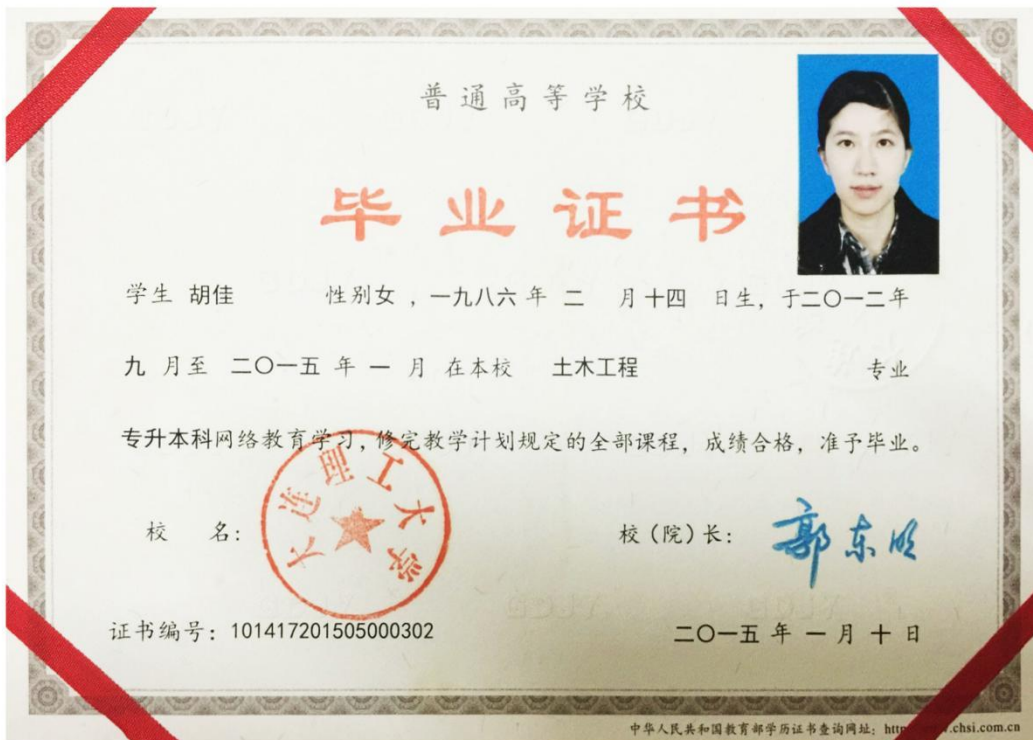 普通高等学校
毕业证书
学生 胡佳 性别女 ，一九八六 年 二 月十四 日生，于二〇一二年
九 月至 二〇一五 年 一 月 在本校 土木工程 专业
专升本科网络教育学习，修完教学计划规定的全部课程，成绩合格，准予毕业。
大连理工大学
校 名： 校（院）长： 郭东明
证书编号：101417201505000302 二〇一五 年 一 月 十 日
中华人民共和国教育部学历证书查询网址：http .chsi.com.cn